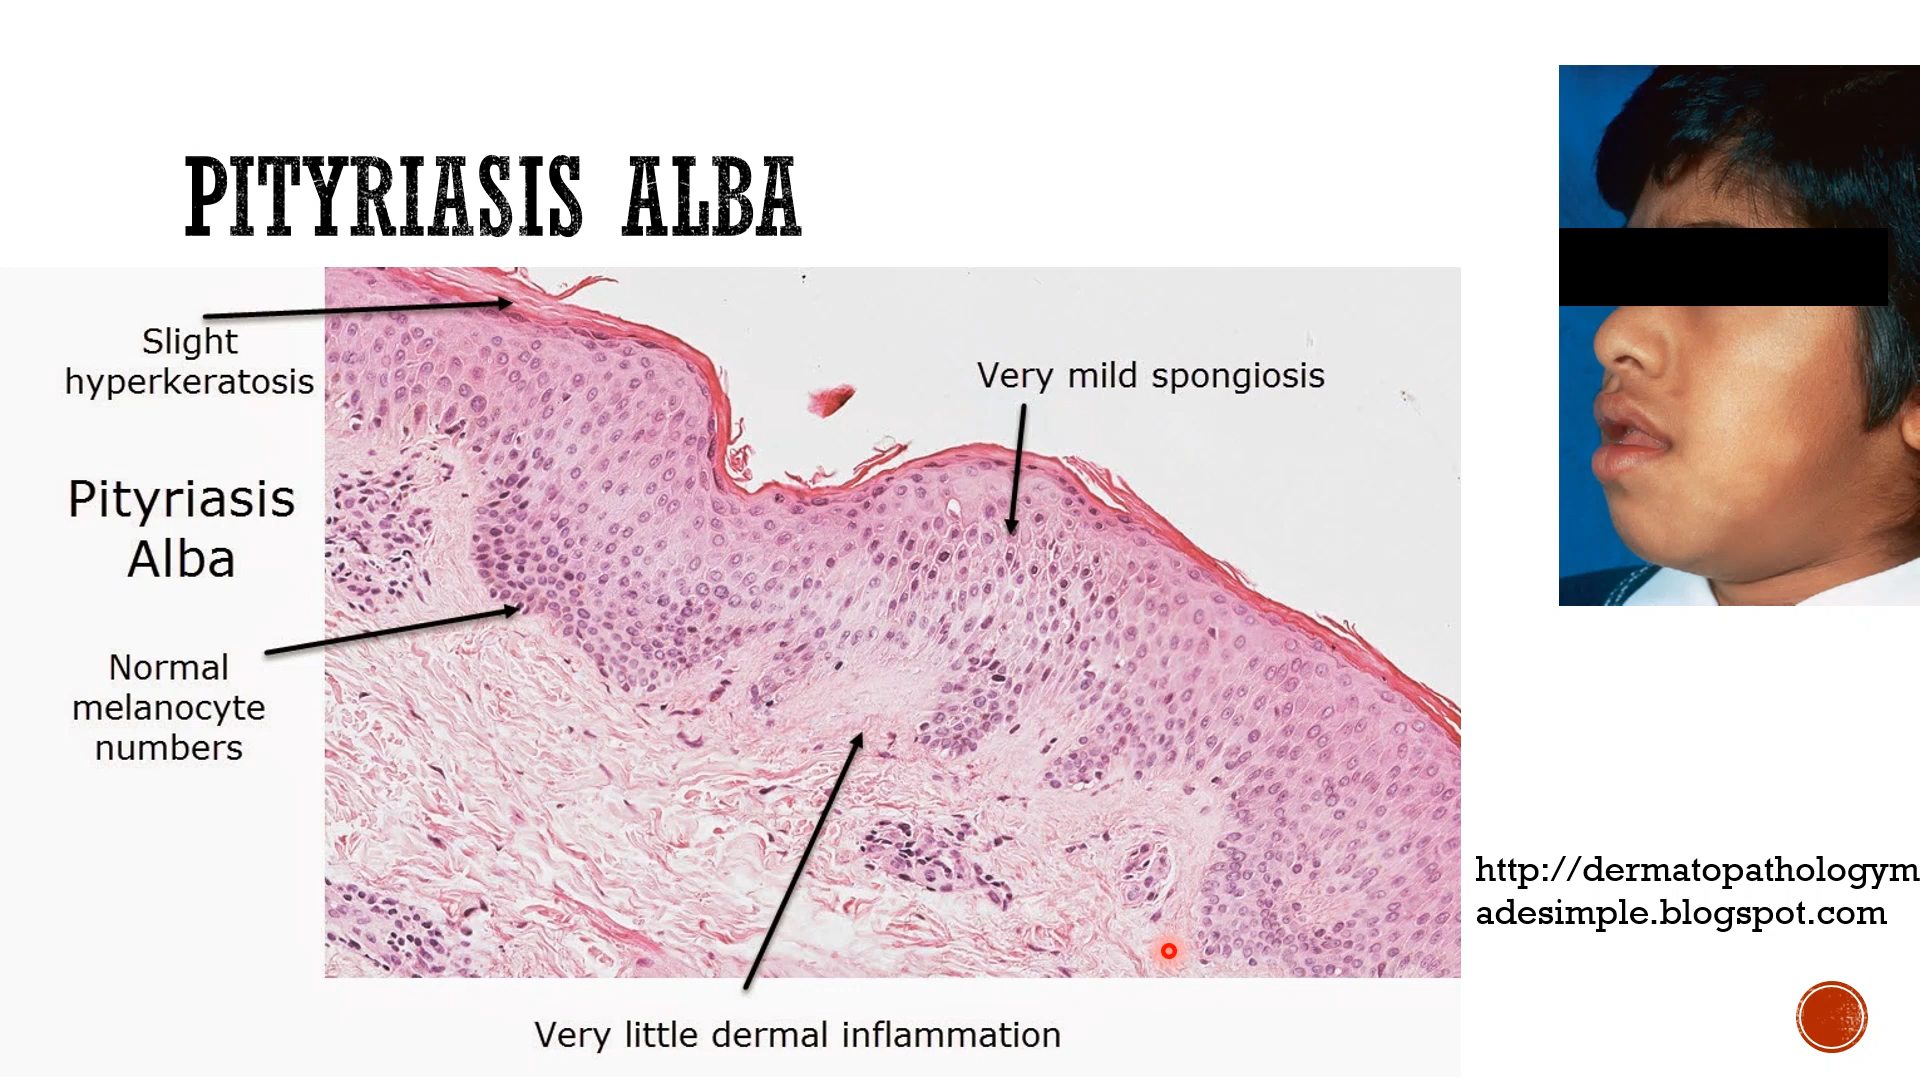 PITYRIASIS ALBA
Slight
hyperkeratosis
Very mild spongiosis
Pityriasis
Alba
Normal
melanocyte
numbers
Very little dermal inflammation
http://dermatopathologym
adesimple.blogspot.com